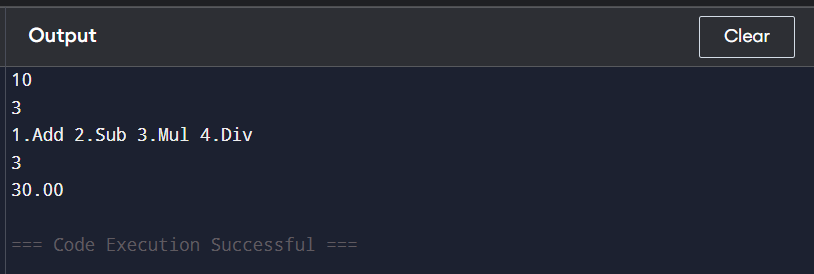 Output
Clear
10
3
1.Add 2.Sub 3.Mul 4.Div
3
30.00
=== Code Execution Successful ===